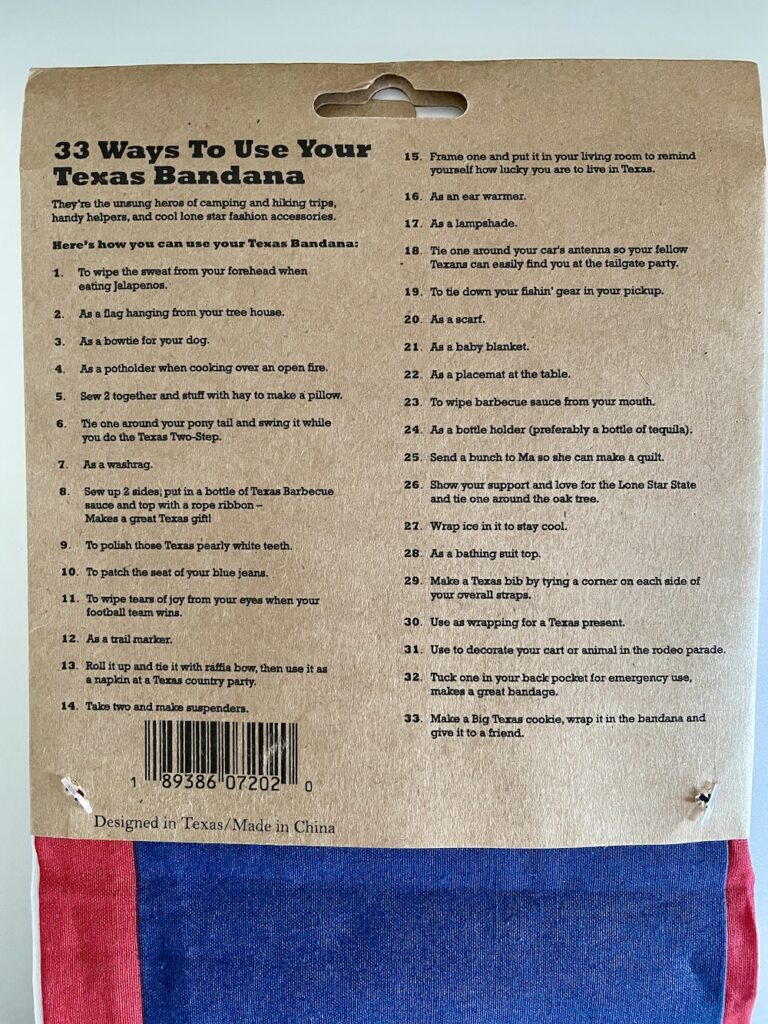 33 Ways To Use Your
Texas Bandana
They're the unsung heros of camping and hiking trips,
handy helpers, and cool lone star fashion accessories.
Here's how you can use your Texas Bandana:
1. To wipe the sweat from your forehead when
eating Jalapenos.
2. As a flag hanging from your tree house.
3. As a bowtie for your dog.
4. As a potholder when cooking over an open fire.
5. Sew 2 together and stuff with hay to make a pillow.
6. Tie one around your pony tail and swing it while
you do the Texas Two-Step.
7. As a washrag.
8. Sew up 2 sides, put in a bottle of Texas Barbecue
sauce and top with a rope ribbon –
Makes a great Texas gift!
9. To polish those Texas pearly white teeth.
10. To patch the seat of your blue jeans.
11. To wipe tears of joy from your eyes when your
football team wins.
12. As a trail marker.
13. Roll it up and tie it with raffia bow, then use it as
a napkin at a Texas country party.
14. Take two and make suspenders.
1 89386 07202 0
Designed in Texas/Made in China
15. Frame one and put it in your living room to remind
yourself how lucky you are to live in Texas.
16. As an ear warmer.
17. As a lampshade.
18. Tie one around your car's antenna so your fellow
Texans can easily find you at the tailgate party.
19. To tie down your fishin' gear in your pickup.
20. As a scarf.
21. As a baby blanket.
22. As a placemat at the table.
23. To wipe barbecue sauce from your mouth.
24. As a bottle holder (preferably a bottle of tequila).
25. Send a bunch to Ma so she can make a quilt.
26. Show your support and love for the Lone Star State
and tie one around the oak tree.
27. Wrap ice in it to stay cool.
28. As a bathing suit top.
29. Make a Texas bib by tying a corner on each side of
your overall straps.
30. Use as wrapping for a Texas present.
31. Use to decorate your cart or animal in the rodeo parade.
32. Tuck one in your back pocket for emergency use,
makes a great bandage.
33. Make a Big Texas cookie, wrap it in the bandana and
give it to a friend.